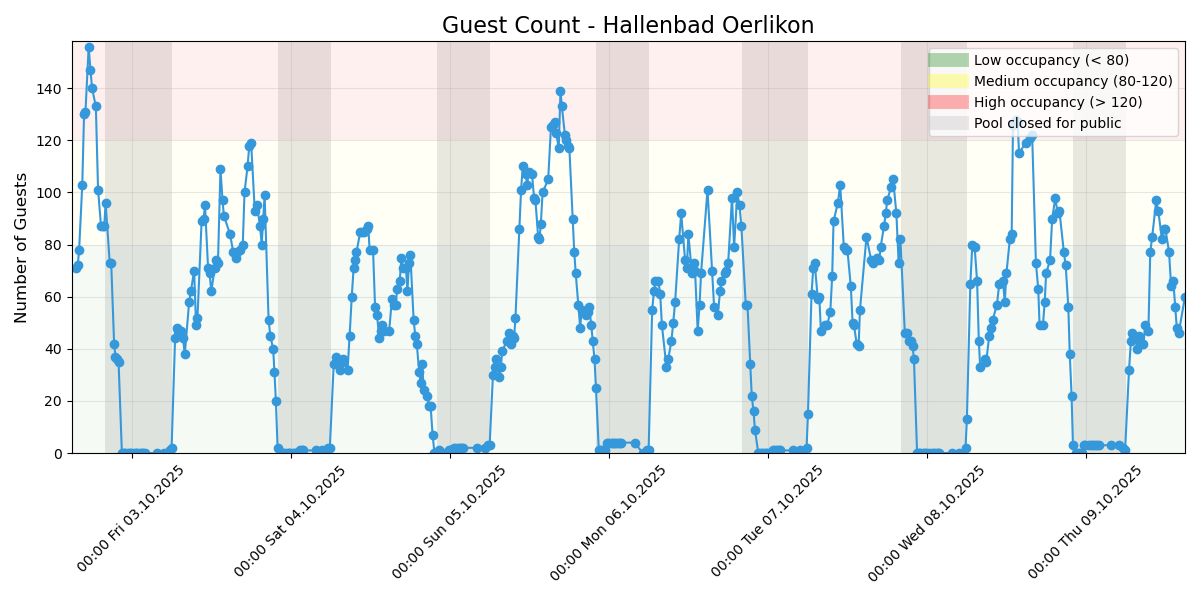 Guest Count - Hallenbad Oerlikon
Low occupancy (< 80)
Medium occupancy (80-120)
High occupancy (> 120)
Pool closed for public
Number of Guests
140
120
100
80
60
40
20
0
00:00 Fri 03.10.2025
00:00 Sat 04.10.2025
00:00 Sun 05.10.2025
00:00 Mon 06.10.2025
00:00 Tue 07.10.2025
00:00 Wed 08.10.2025
00:00 Thu 09.10.2025